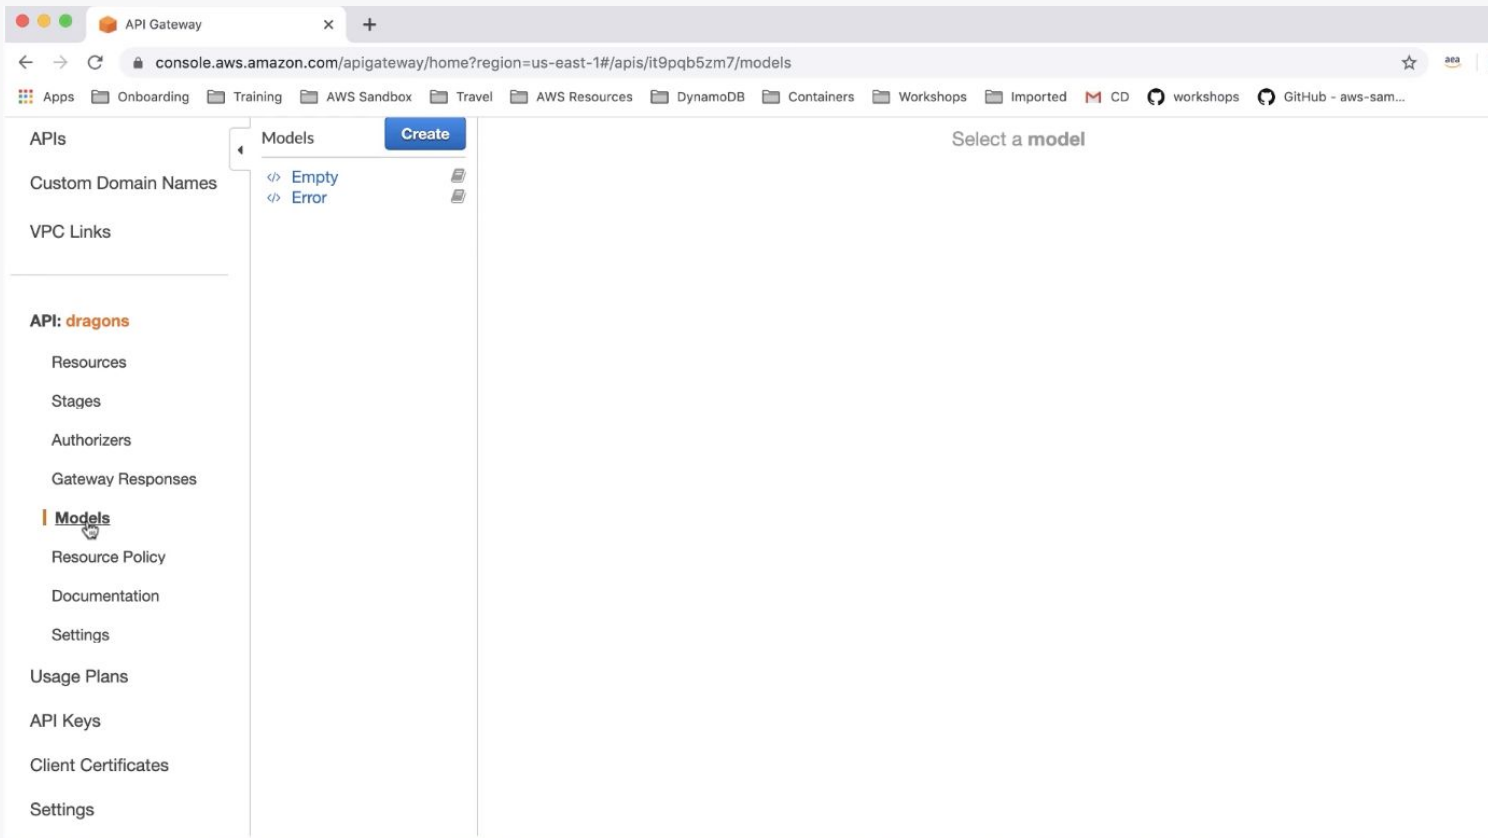 API Gateway
console.aws.amazon.com/apigateway/home?region=us-east-1#/apis/it9pqb5zm7/models
aea
Apps Onboarding Training AWS Sandbox Travel AWS Resources DynamoDB Containers Workshops Imported CD workshops GitHub - aws-sam...
APIs
Custom Domain Names
VPC Links
API: dragons
Resources
Stages
Authorizers
Gateway Responses
Models
Resource Policy
Documentation
Settings
Usage Plans
API Keys
Client Certificates
Settings
Models
Create
</> Empty
</> Error
Select a model